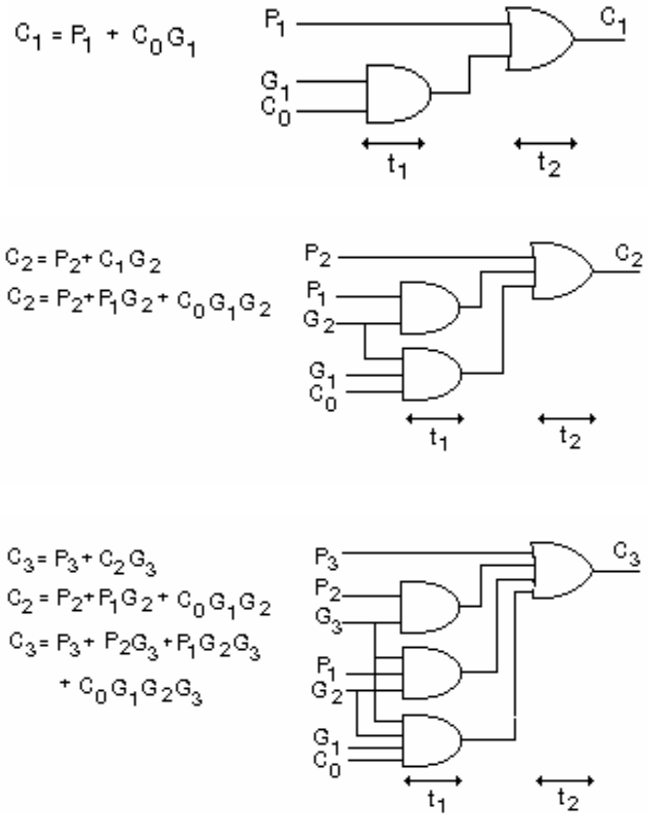 C₁ = P₁ + C₀G₁
P₁
C₁
G₁
C₀
t₁
t₂
C₂ = P₂ + C₁G₂
C₂ = P₂ + P₁G₂ + C₀G₁G₂
P₂
C₂
P₁
G₂
G₁
C₀
t₁
t₂
C₃ = P₃ + C₂G₃
C₂ = P₂ + P₁G₂ + C₀G₁G₂
C₃ = P₃ + P₂G₃ + P₁G₂G₃
+ C₀G₁G₂G₃
P₃
C₃
P₂
G₃
P₁
G₂
G₁
C₀
t₁
t₂